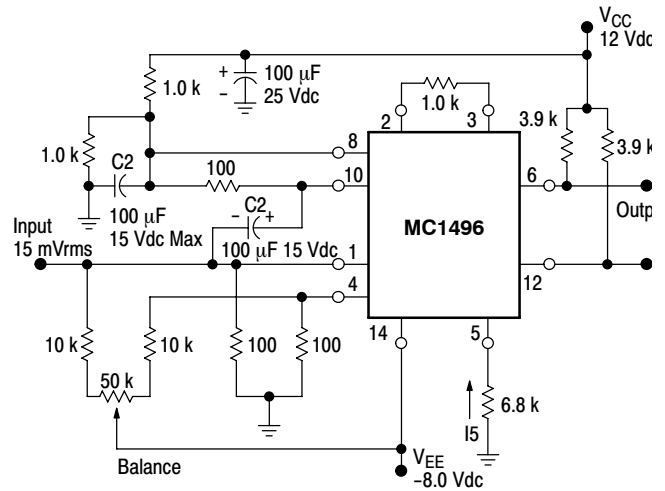 VCC
12 Vdc
+
−
100 µF
25 Vdc
1.0 k
1.0 k
2
3
3.9 k
3.9 k
1.0 k
C2
8
100
10
6
100 µF
15 Vdc Max
C2
− +
MC1496
Outp
Input
15 mVrms
100 µF 15 Vdc
1
12
4
14
5
10 k
10 k
100
100
50 k
I5
6.8 k
Balance
VEE
−8.0 Vdc